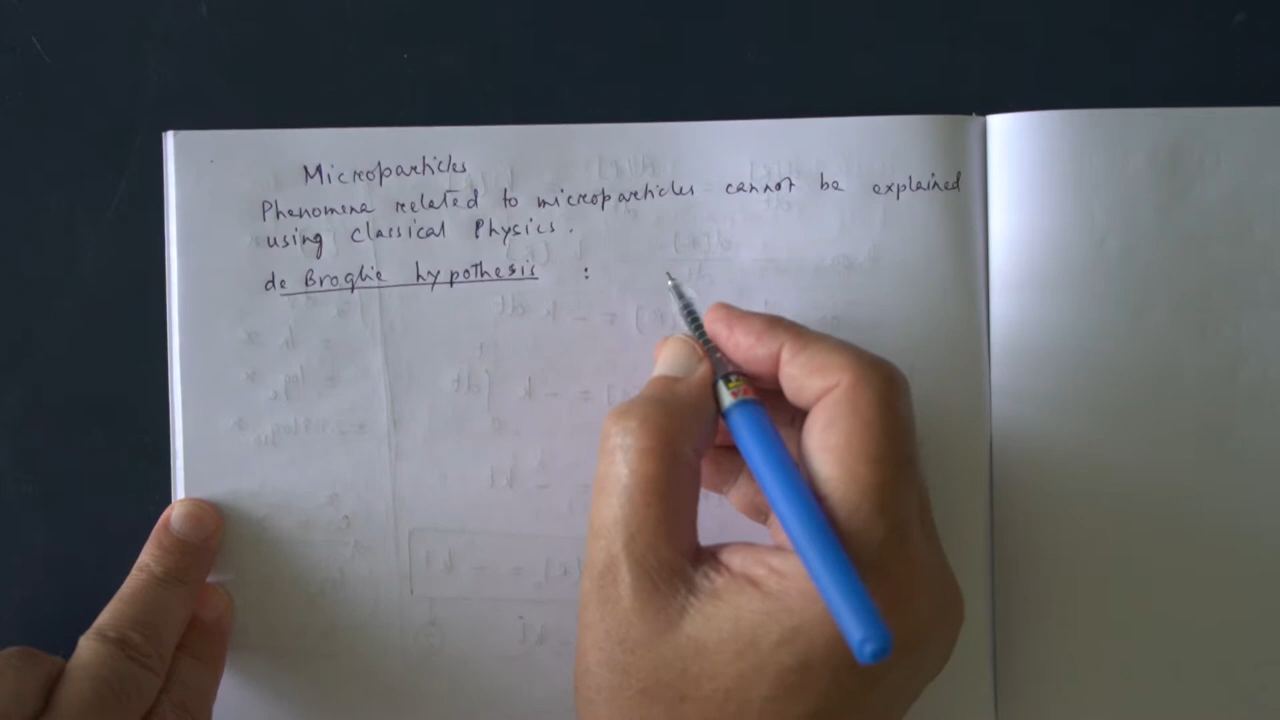 Microparticles
Phenomena related to microparticles cannot be explained
using Classical Physics.
de Broglie hypothesis :